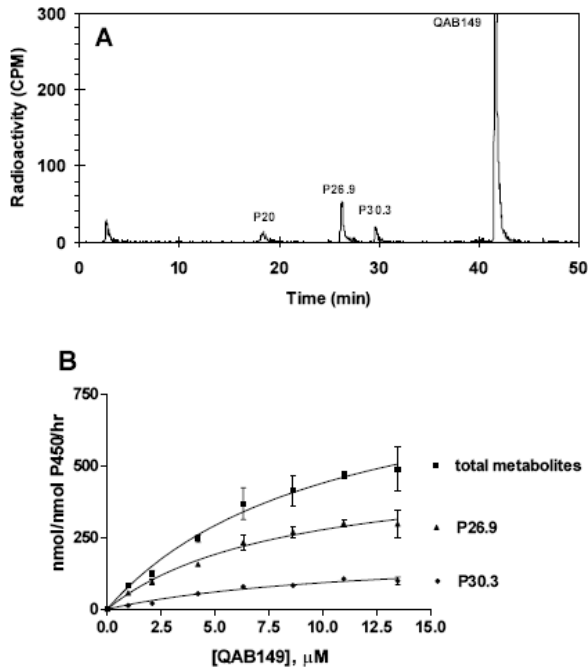 A
QAB149
300
200
100
0
Radioactivity (CPM)
P20
P26.9
P30.3
0 10 20 30 40 50
Time (min)
B
750
500
250
0
nmol/nmol P450/hr
total metabolites
P26.9
P30.3
0.0 2.5 5.0 7.5 10.0 12.5 15.0
[QAB149], μM